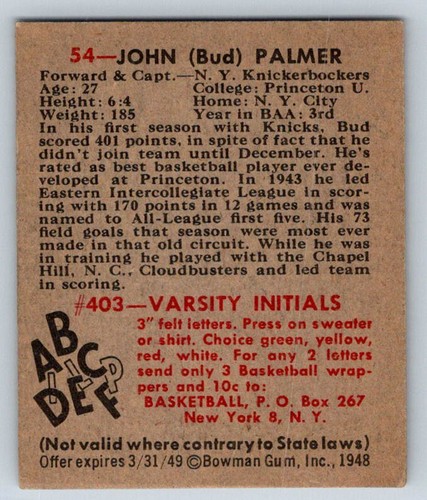 54—JOHN (Bud) PALMER
Forward & Capt.—N. Y. Knickerbockers
Age: 27 College: Princeton U.
Height: 6:4 Home: N. Y. City
Weight: 185 Year in BAA: 3rd
In his first season with Knicks, Bud
scored 401 points, in spite of fact that he
didn't join team until December. He's
rated as best basketball player ever de-
veloped at Princeton. In 1943 he led
Eastern Intercollegiate League in scor-
ing with 170 points in 12 games and was
was named to All-League first five. His 73
field goals that season were most ever
in that old circuit. While he was
in training he played with the Chapel
Hill, N. C., Cloudbusters and led team
in scoring.
#403—VARSITY INITIALS
3" felt letters. Press on sweater
or shirt. Choice green, yellow,
red, white. For any 2 letters
send only 3 Basketball wrap-
pers and 10c to:
BASKETBALL, P. O. Box 267
New York 8, N. Y.
ABC
DEF
(Not valid where contrary to State laws)
Offer expires 3/31/49 ©Bowman Gum, Inc., 1948